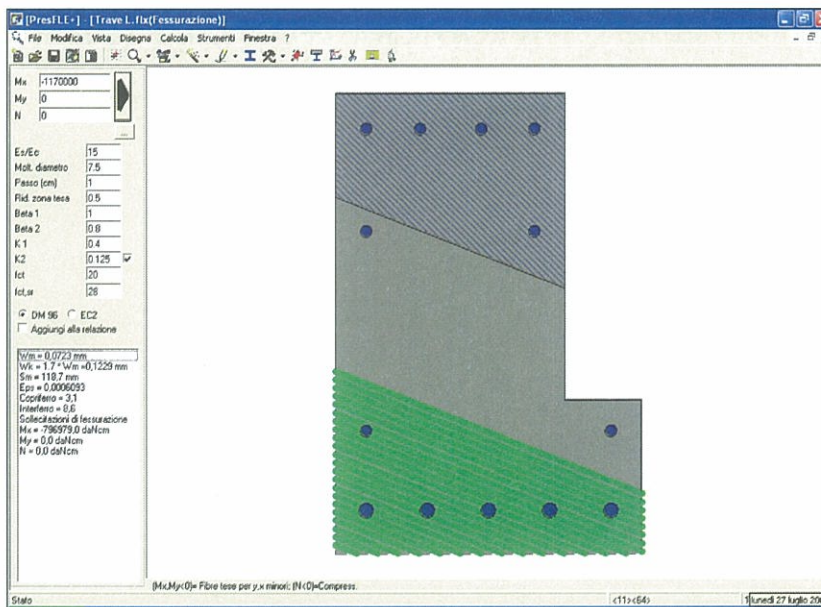 [PresFLE+] - [Trave L.flx(Fessurazione)]
File Modifica Vista Disegna Calcola Strumenti Finestra ?
Mx -1170000
My 0
N 0
...
Es/Ec 15
Molt. diametro 7.5
Passo (cm) 1
Rid. zona tesa 0.5
Beta 1 1
Beta 2 0.8
K 1 0.4
K2 0.125
fct 20
fct,sr 28
DM 96 EC2
Aggiungi alla relazione
Wm = 0,0723 mm
Wk = 1.7 * Wm =0,1229 mm
Sm = 118,7 mm
Eps = 0,0006093
Copriferro = 3,1
Interferro = 8,6
Sollecitazioni di fessurazione
Mx = -796979,0 daNcm
My = 0,0 daNcm
N = 0,0 daNcm
(Mx,My<0)= Fibre tese per y,x minori; (N<0)=Compress.
Stato <11><64> 1 lunedì 27 luglio